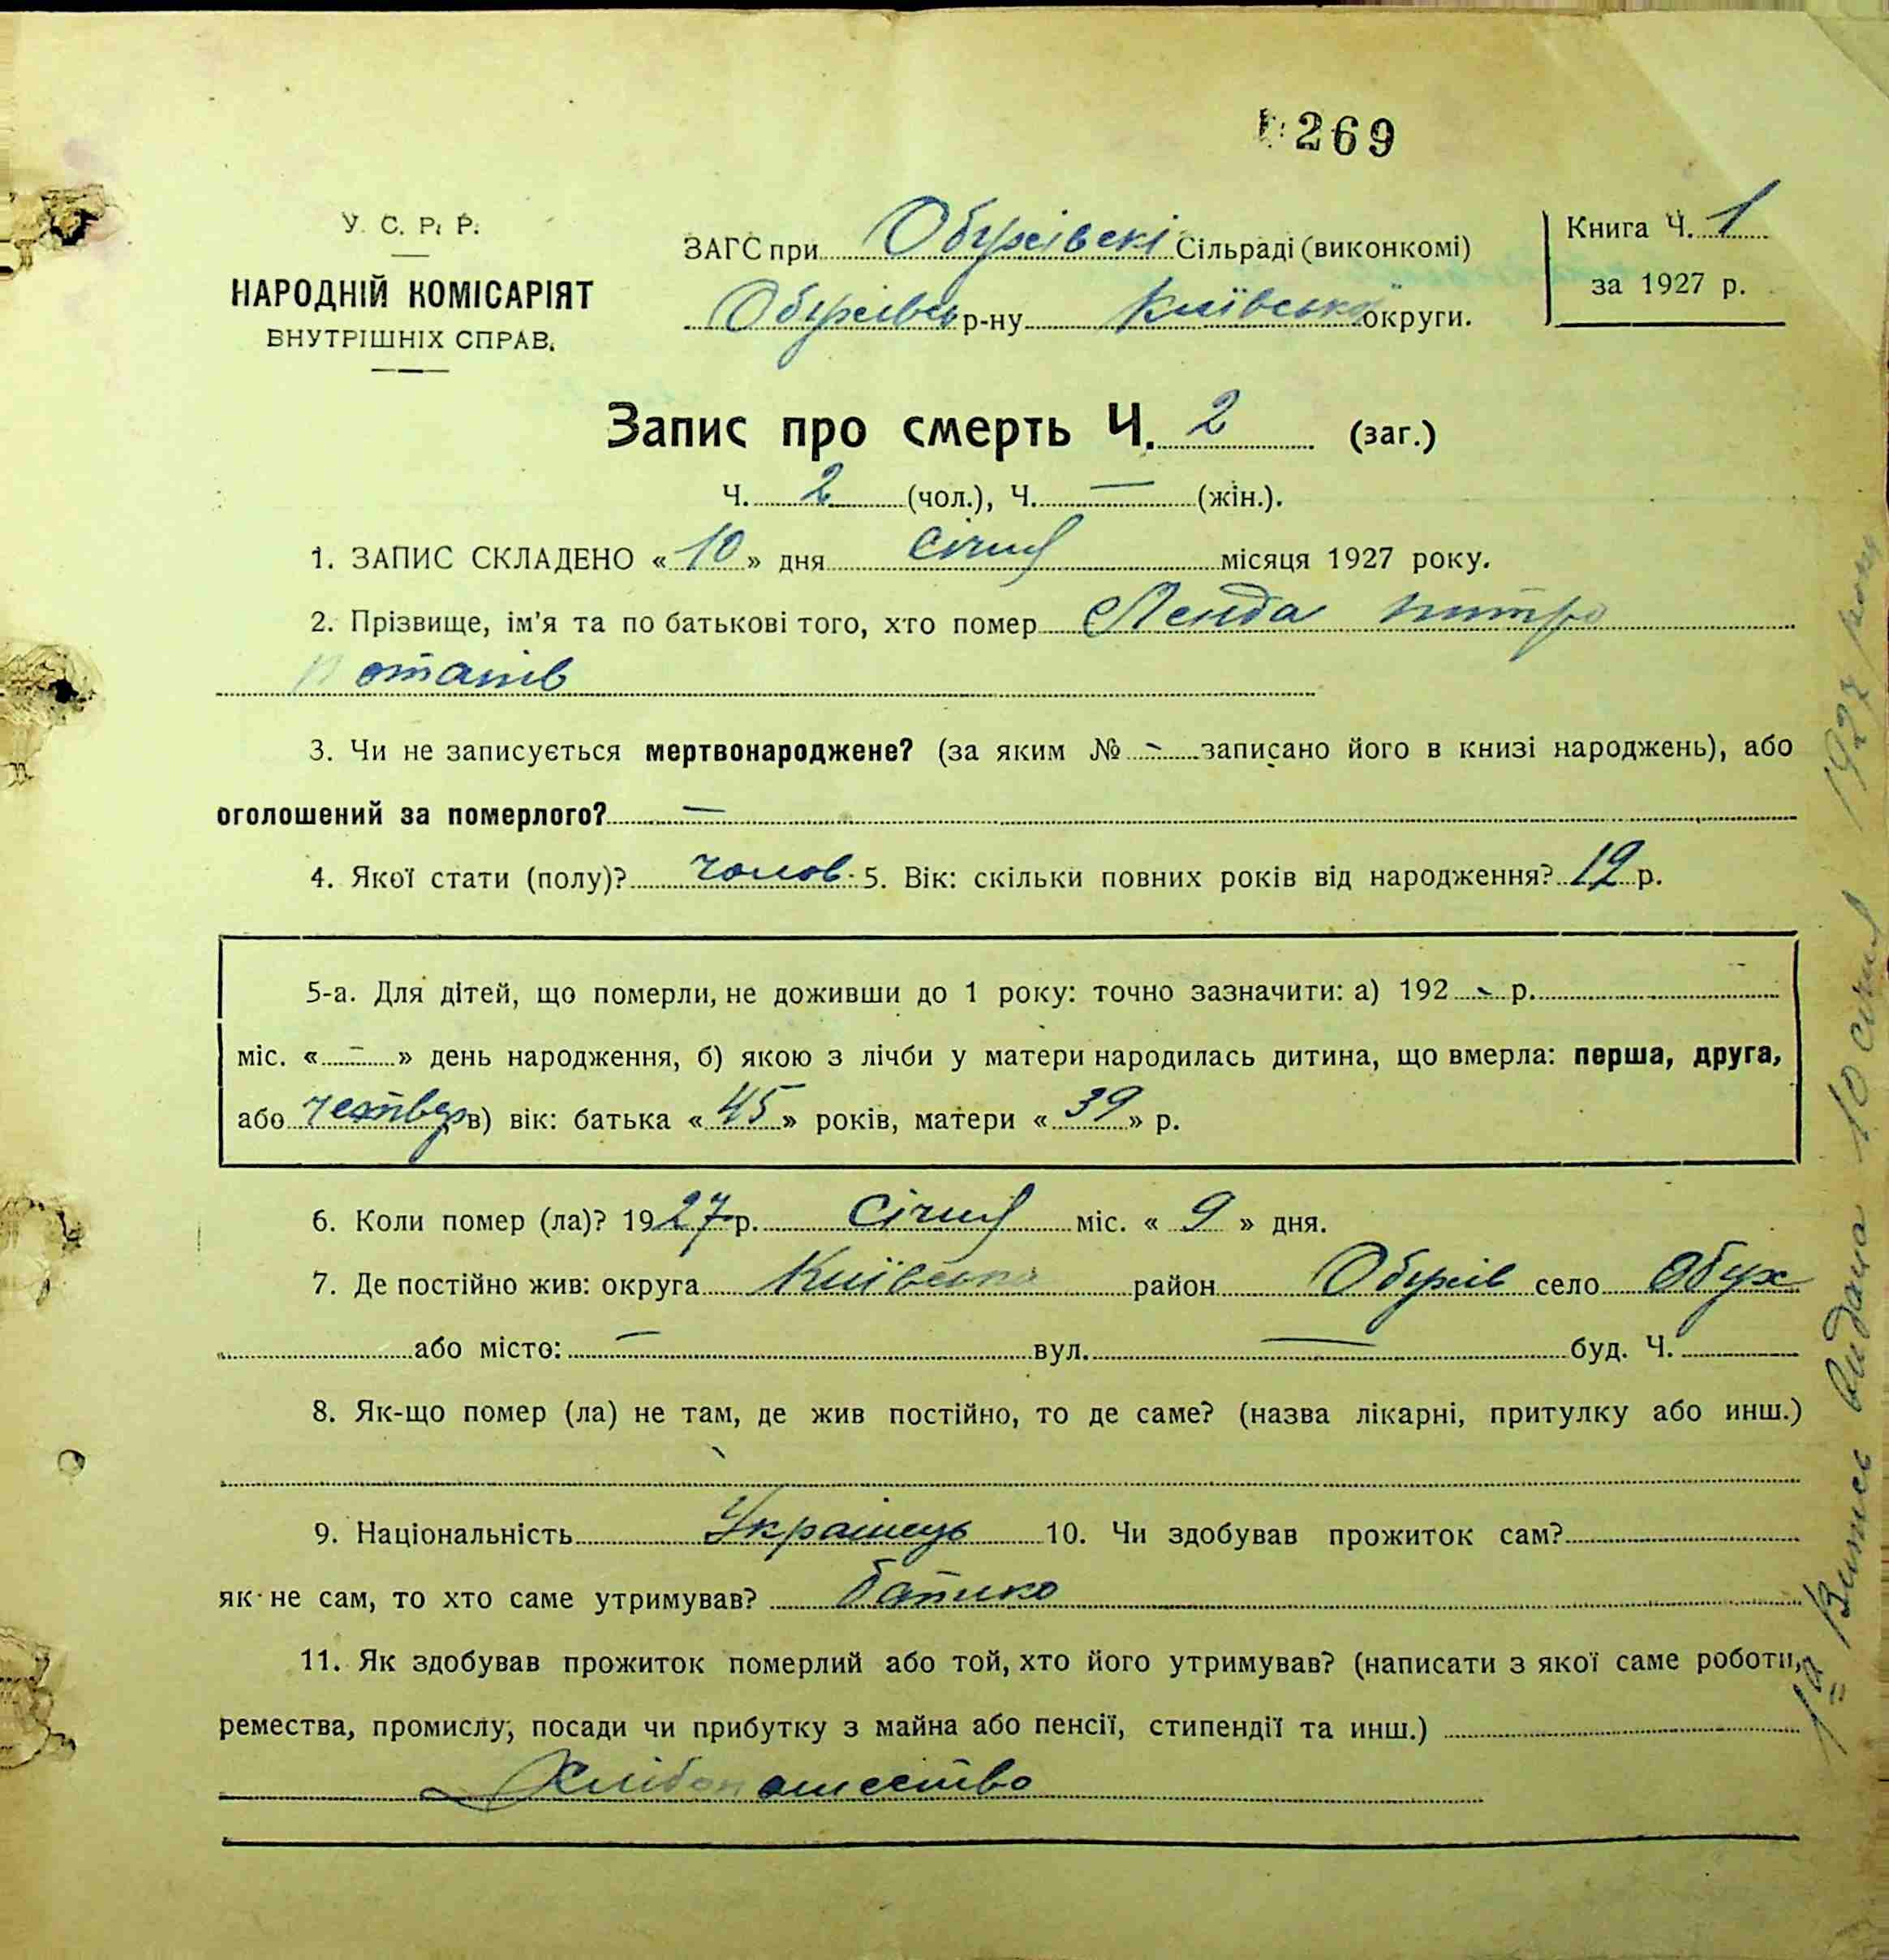 269
У. С. Р. Р.
НАРОДНІЙ КОМІСАРІЯТ
ВНУТРІШНІХ СПРАВ.
ЗАГС при Обухівскі Сільраді (виконкомі)
Обухівськ р-ну Київської округи.
Книга Ч. 1
за 1927 р.
Запис про смерть Ч. 2 (заг.)
Ч. 2 (чол.), Ч. — (жін.).
1. ЗАПИС СКЛАДЕНО « 10 » дня Січня місяця 1927 року.
2. Прізвище, ім'я та по батькові того, хто помер Ленда
Потапів
3. Чи не записується мертвонароджене? (за яким № - записано його в книзі народжень), або
оголошений за померлого? —
4. Якої стати (полу)? чолов. 5. Вік: скільки повних років від народження? 12 р.
5-а. Для дітей, що померли, не доживши до 1 року: точно зазначити: а) 192 - р.
міс. « - » день народження, б) якою з лічби у матери народилась дитина, що вмерла: перша, друга,
або четвер в) вік: батька « 45 » років, матери « 39 » р.
6. Коли помер (ла)? 1927 р. Січня міс. « 9 » дня.
7. Де постійно жив: округа Київська район Обухів село Обух
або місто: — вул. — буд. Ч.
8. Як-що помер (ла) не там, де жив постійно, то де саме? (назва лікарні, притулку або инш.)
9. Національність Українець 10. Чи здобував прожиток сам?
як не сам, то хто саме утримував? батько
11. Як здобував прожиток померлий або той, хто його утримував? (написати з якої саме роботи,
ремества, промислу, посади чи прибутку з майна або пенсії, стипендії та инш.)
Хлібопашество
Витяг видано 10 січня 1927 року